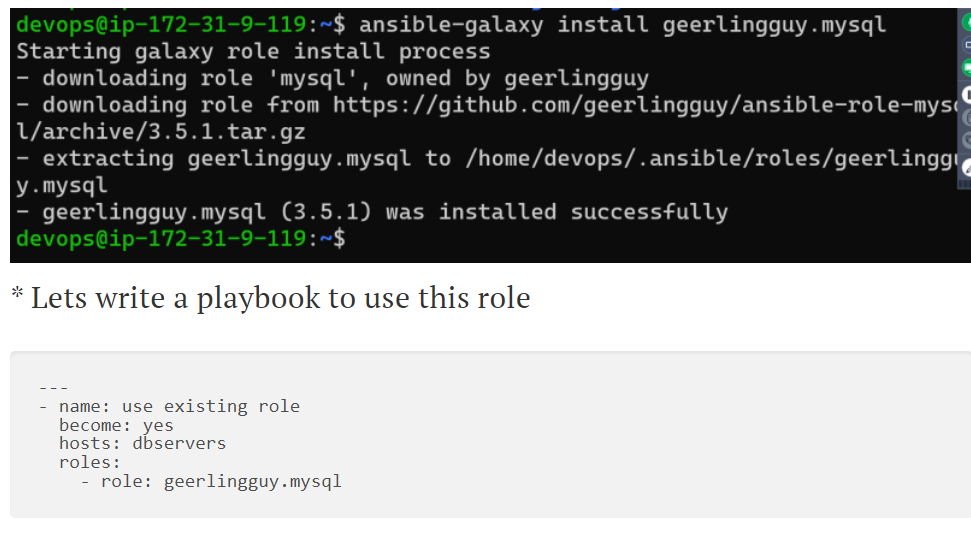 devops@ip-172-31-9-119:~$ ansible-galaxy install geerlingguy.mysql
Starting galaxy role install process
- downloading role 'mysql', owned by geerlingguy
- downloading role from https://github.com/geerlingguy/ansible-role-mysq
l/archive/3.5.1.tar.gz
- extracting geerlingguy.mysql to /home/devops/.ansible/roles/geerlinggu
y.mysql
- geerlingguy.mysql (3.5.1) was installed successfully
devops@ip-172-31-9-119:~$
* Lets write a playbook to use this role
---
- name: use existing role
  become: yes
  hosts: dbservers
  roles:
    - role: geerlingguy.mysql